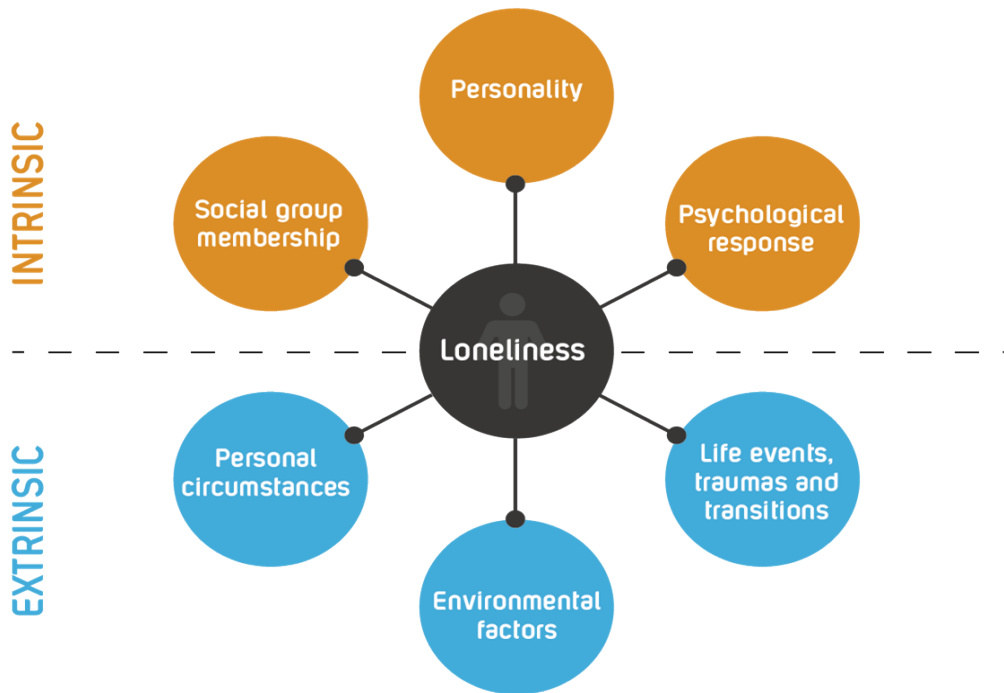 INTRINSIC
Personality
Social group
membership
Psychological
response
Loneliness
EXTRINSIC
Personal
circumstances
Life events,
traumas and
transitions
Environmental
factors